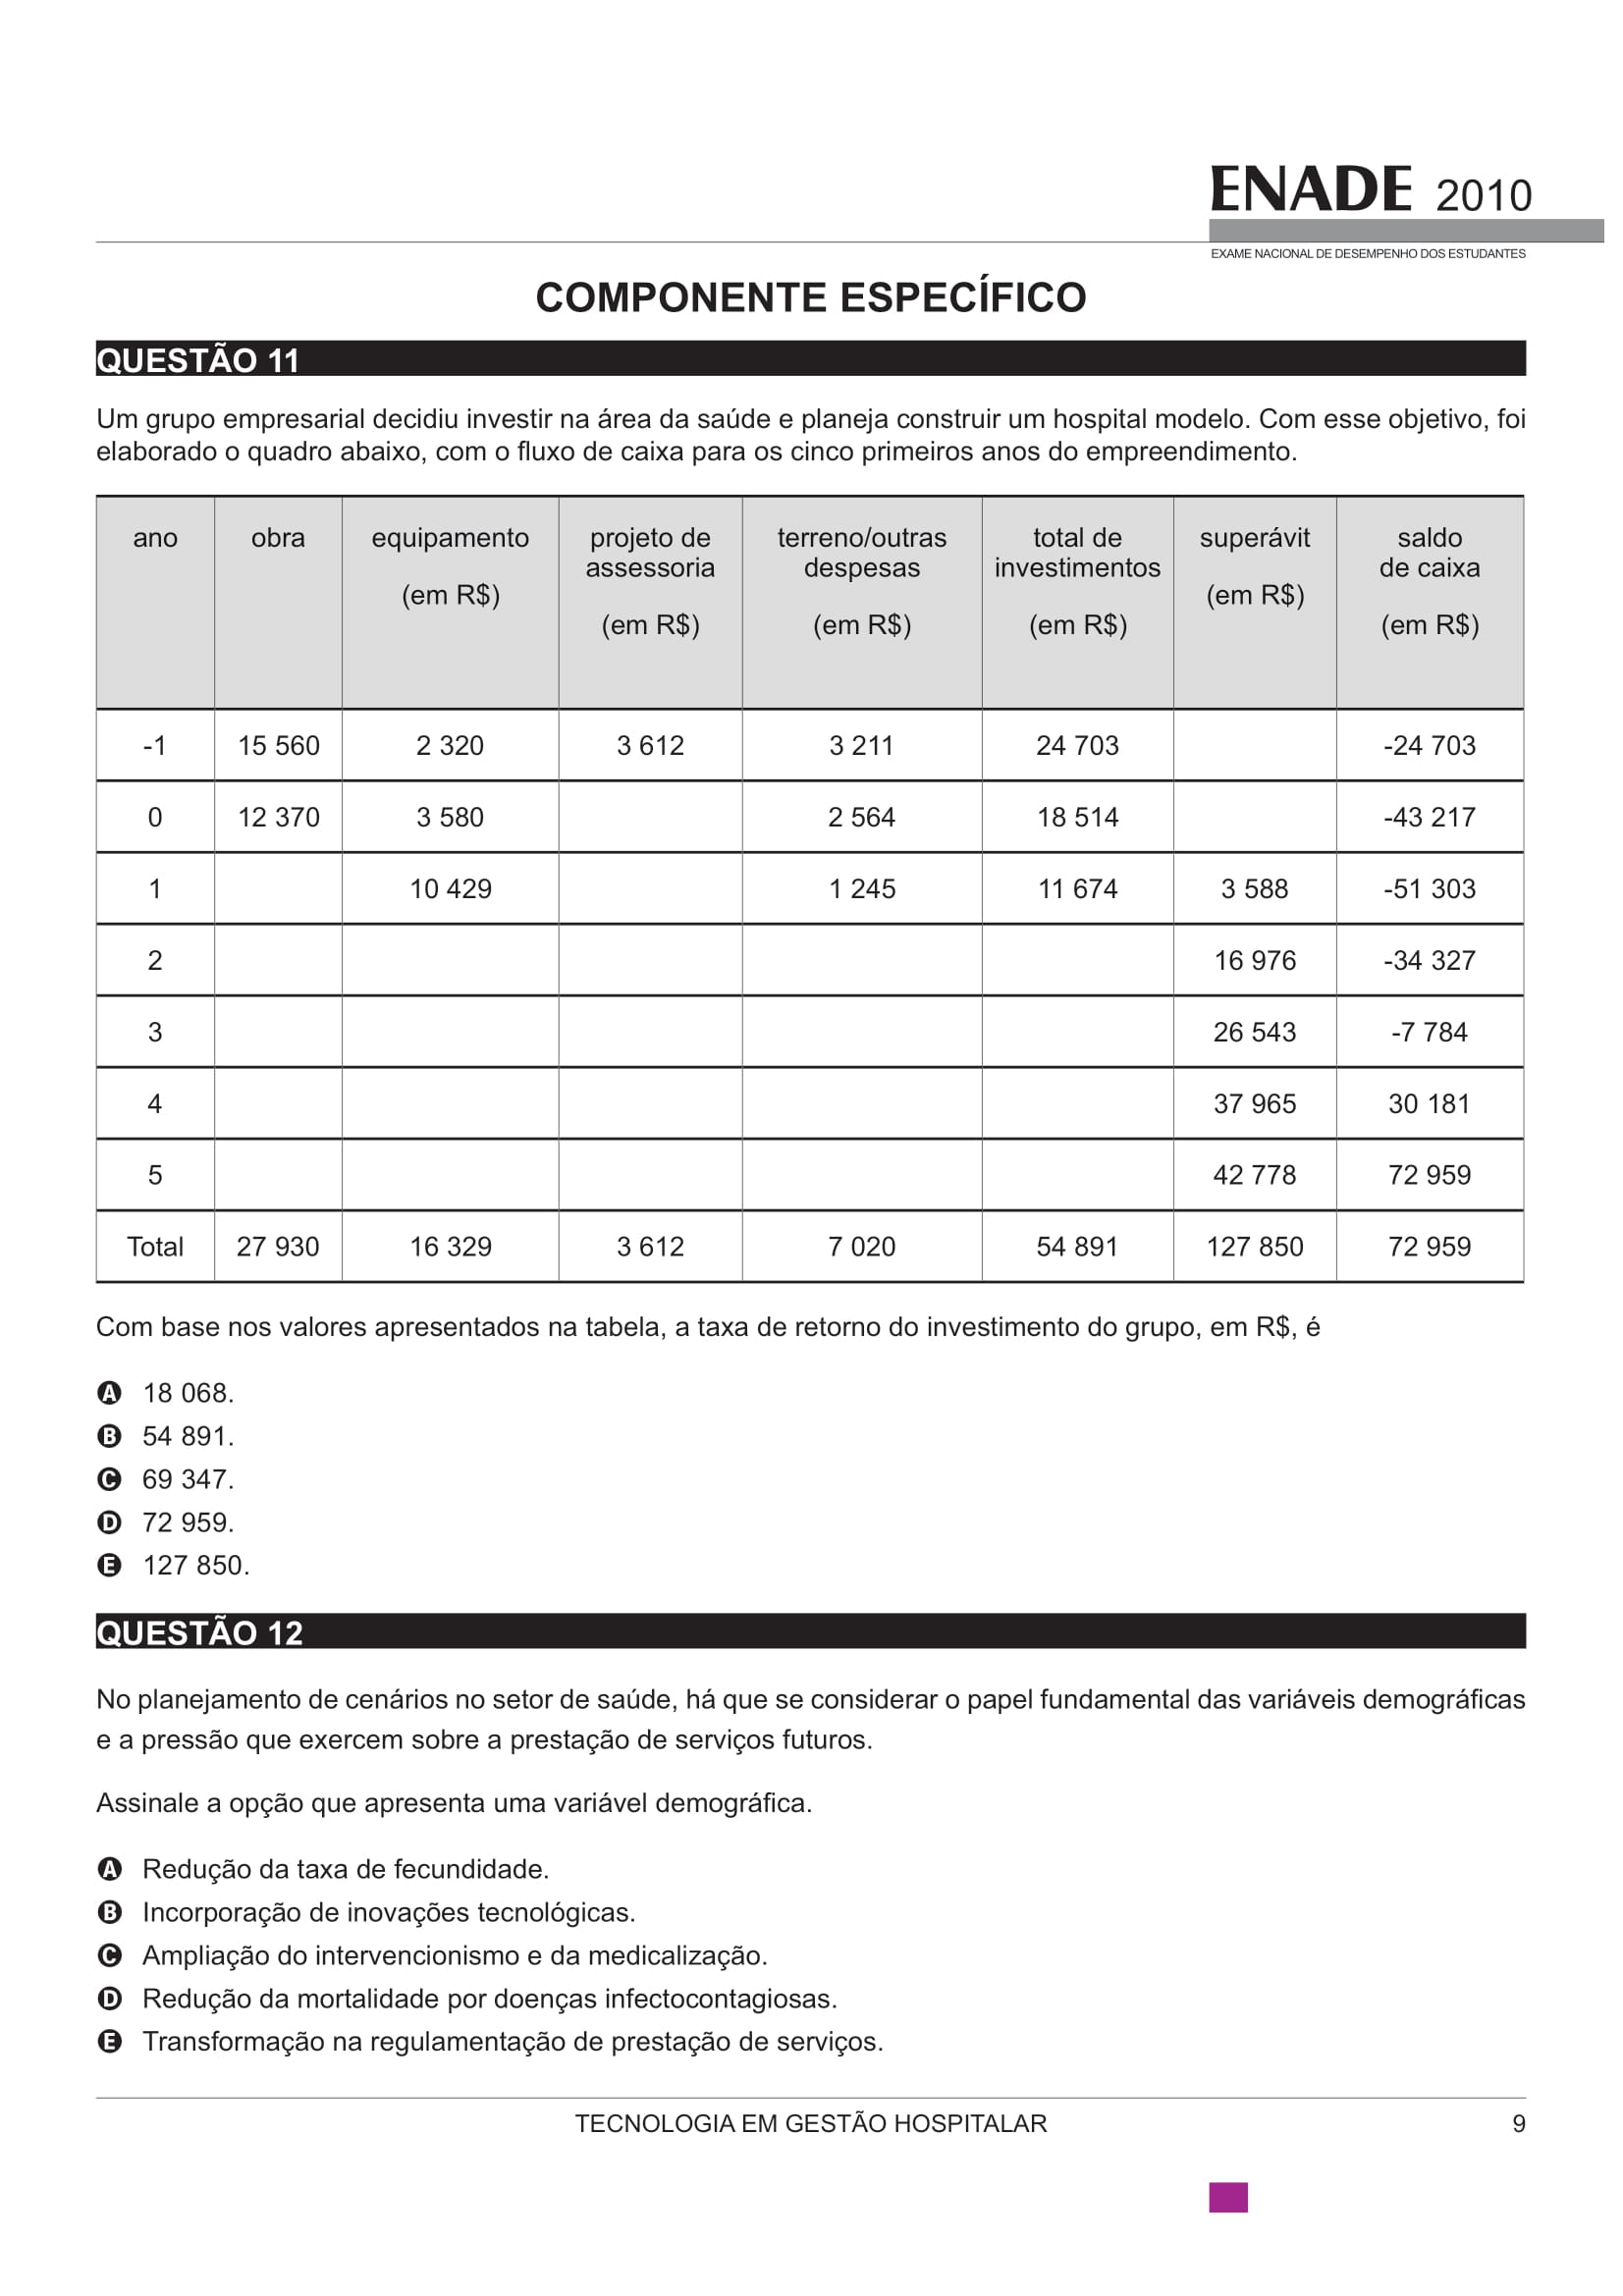 ENADE 2010
EXAME NACIONAL DE DESEMPENHO DOS ESTUDANTES
COMPONENTE ESPECÍFICO
QUESTÃO 11
Um grupo empresarial decidiu investir na área da saúde e planeja construir um hospital modelo. Com esse objetivo, foi
elaborado o quadro abaixo, com o fluxo de caixa para os cinco primeiros anos do empreendimento.
ano obra equipamento (em R$) projeto de assessoria (em R$) terreno/outras despesas (em R$) total de investimentos (em R$) superávit (em R$) saldo de caixa (em R$)
-1 15 560 2 320 3 612 3 211 24 703 -24 703
0 12 370 3 580 2 564 18 514 -43 217
1 10 429 1 245 11 674 3 588 -51 303
2 16 976 -34 327
3 26 543 -7 784
4 37 965 30 181
5 42 778 72 959
Total 27 930 16 329 3 612 7 020 54 891 127 850 72 959
Com base nos valores apresentados na tabela, a taxa de retorno do investimento do grupo, em R$, é
A 18 068.
B 54 891.
C 69 347.
D 72 959.
E 127 850.
QUESTÃO 12
No planejamento de cenários no setor de saúde, há que se considerar o papel fundamental das variáveis demográficas
e a pressão que exercem sobre a prestação de serviços futuros.
Assinale a opção que apresenta uma variável demográfica.
A Redução da taxa de fecundidade.
B Incorporação de inovações tecnológicas.
C Ampliação do intervencionismo e da medicalização.
D Redução da mortalidade por doenças infectocontagiosas.
E Transformação na regulamentação de prestação de serviços.
TECNOLOGIA EM GESTÃO HOSPITALAR 9